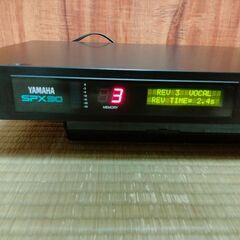 YAMAHA
SPX90
3
MEMORY
REV 3 VOCAL
REV TIME= 2.4s